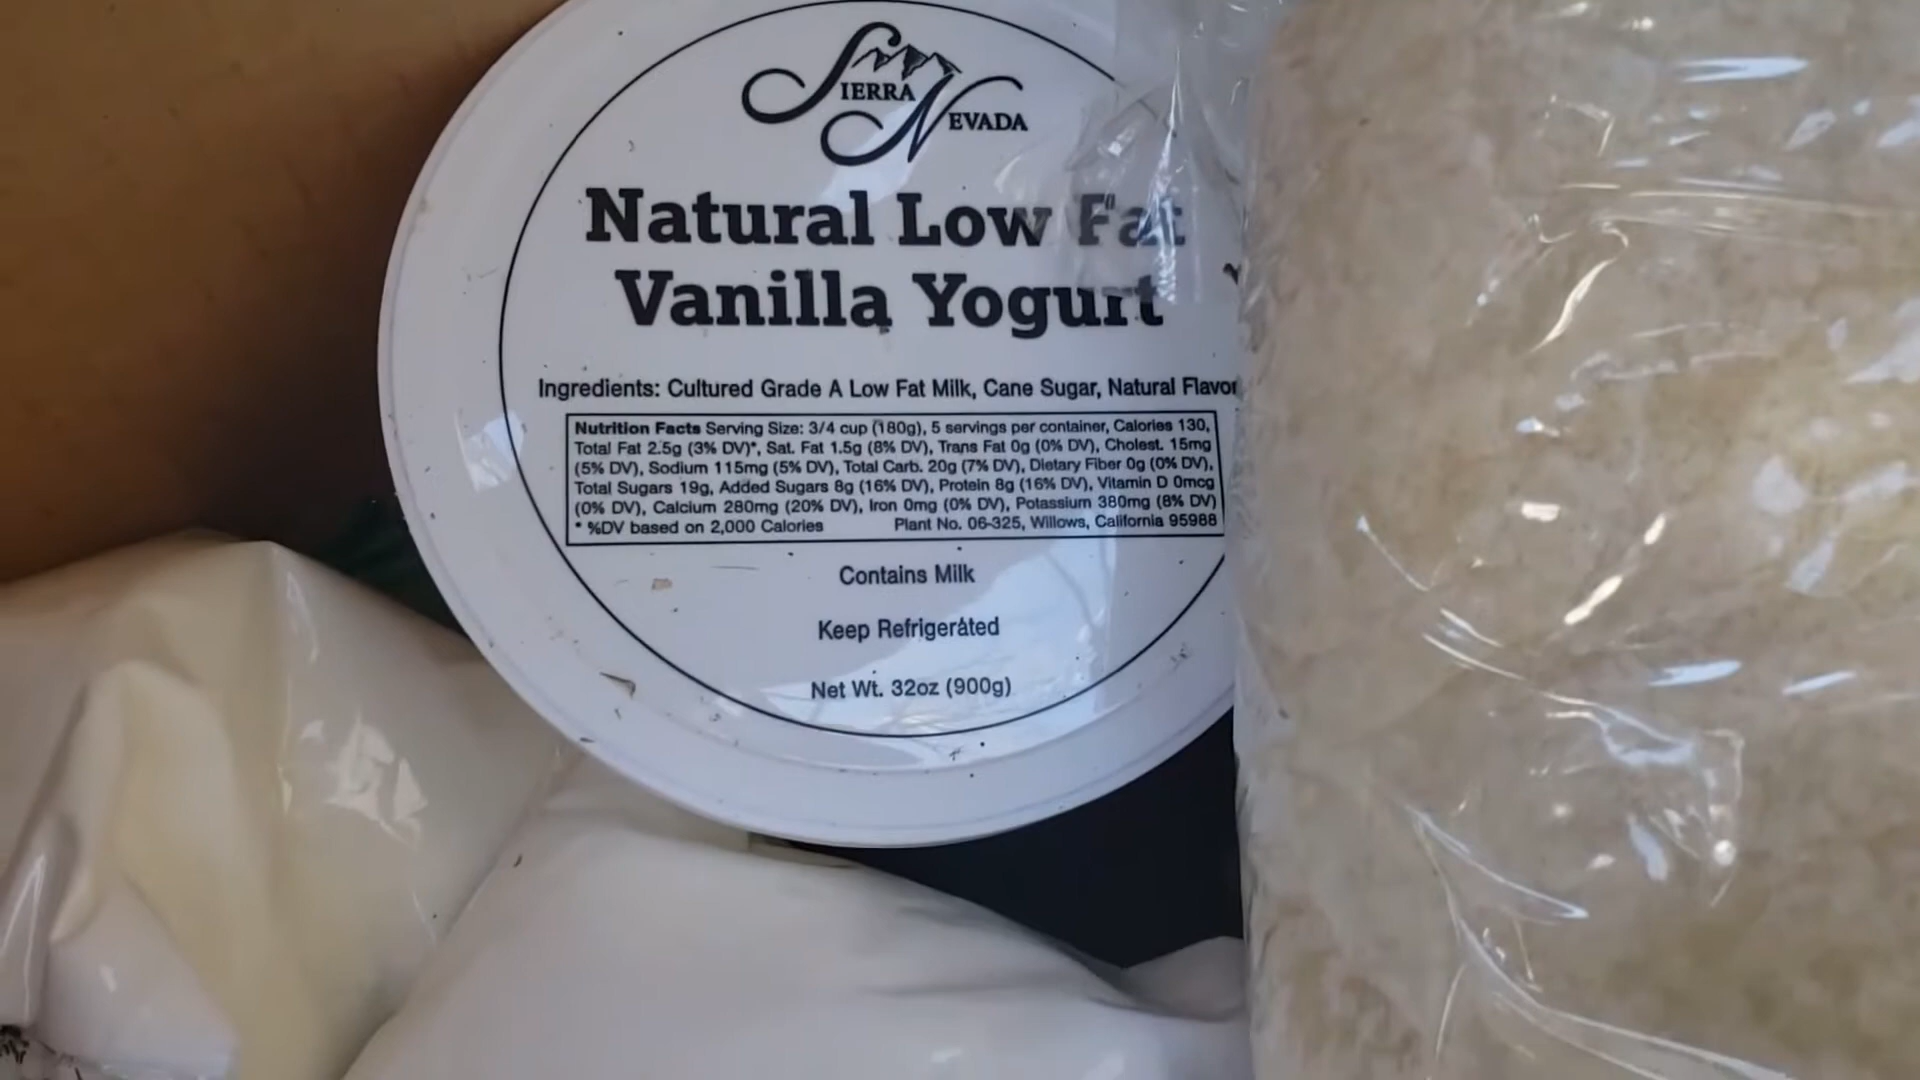 SIERRA NEVADA
Natural Low Fat
Vanilla Yogurt
Ingredients: Cultured Grade A Low Fat Milk, Cane Sugar, Natural Flavor
Nutrition Facts Serving Size: 3/4 cup (180g), 5 servings per container, Calories 130,
Total Fat 2.5g (3% DV)*, Sat. Fat 1.5g (8% DV), Trans Fat 0g (0% DV), Cholest. 15mg
(5% DV), Sodium 115mg (5% DV), Total Carb. 20g (7% DV), Dietary Fiber 0g (0% DV),
Total Sugars 19g, Added Sugars 8g (16% DV), Protein 8g (16% DV), Vitamin D 0mcg
(0% DV), Calcium 280mg (20% DV), Iron 0mg (0% DV), Potassium 380mg (8% DV)
* %DV based on 2,000 Calories Plant No. 06-325, Willows, California 95988
Contains Milk
Keep Refrigerated
Net Wt. 32oz (900g)